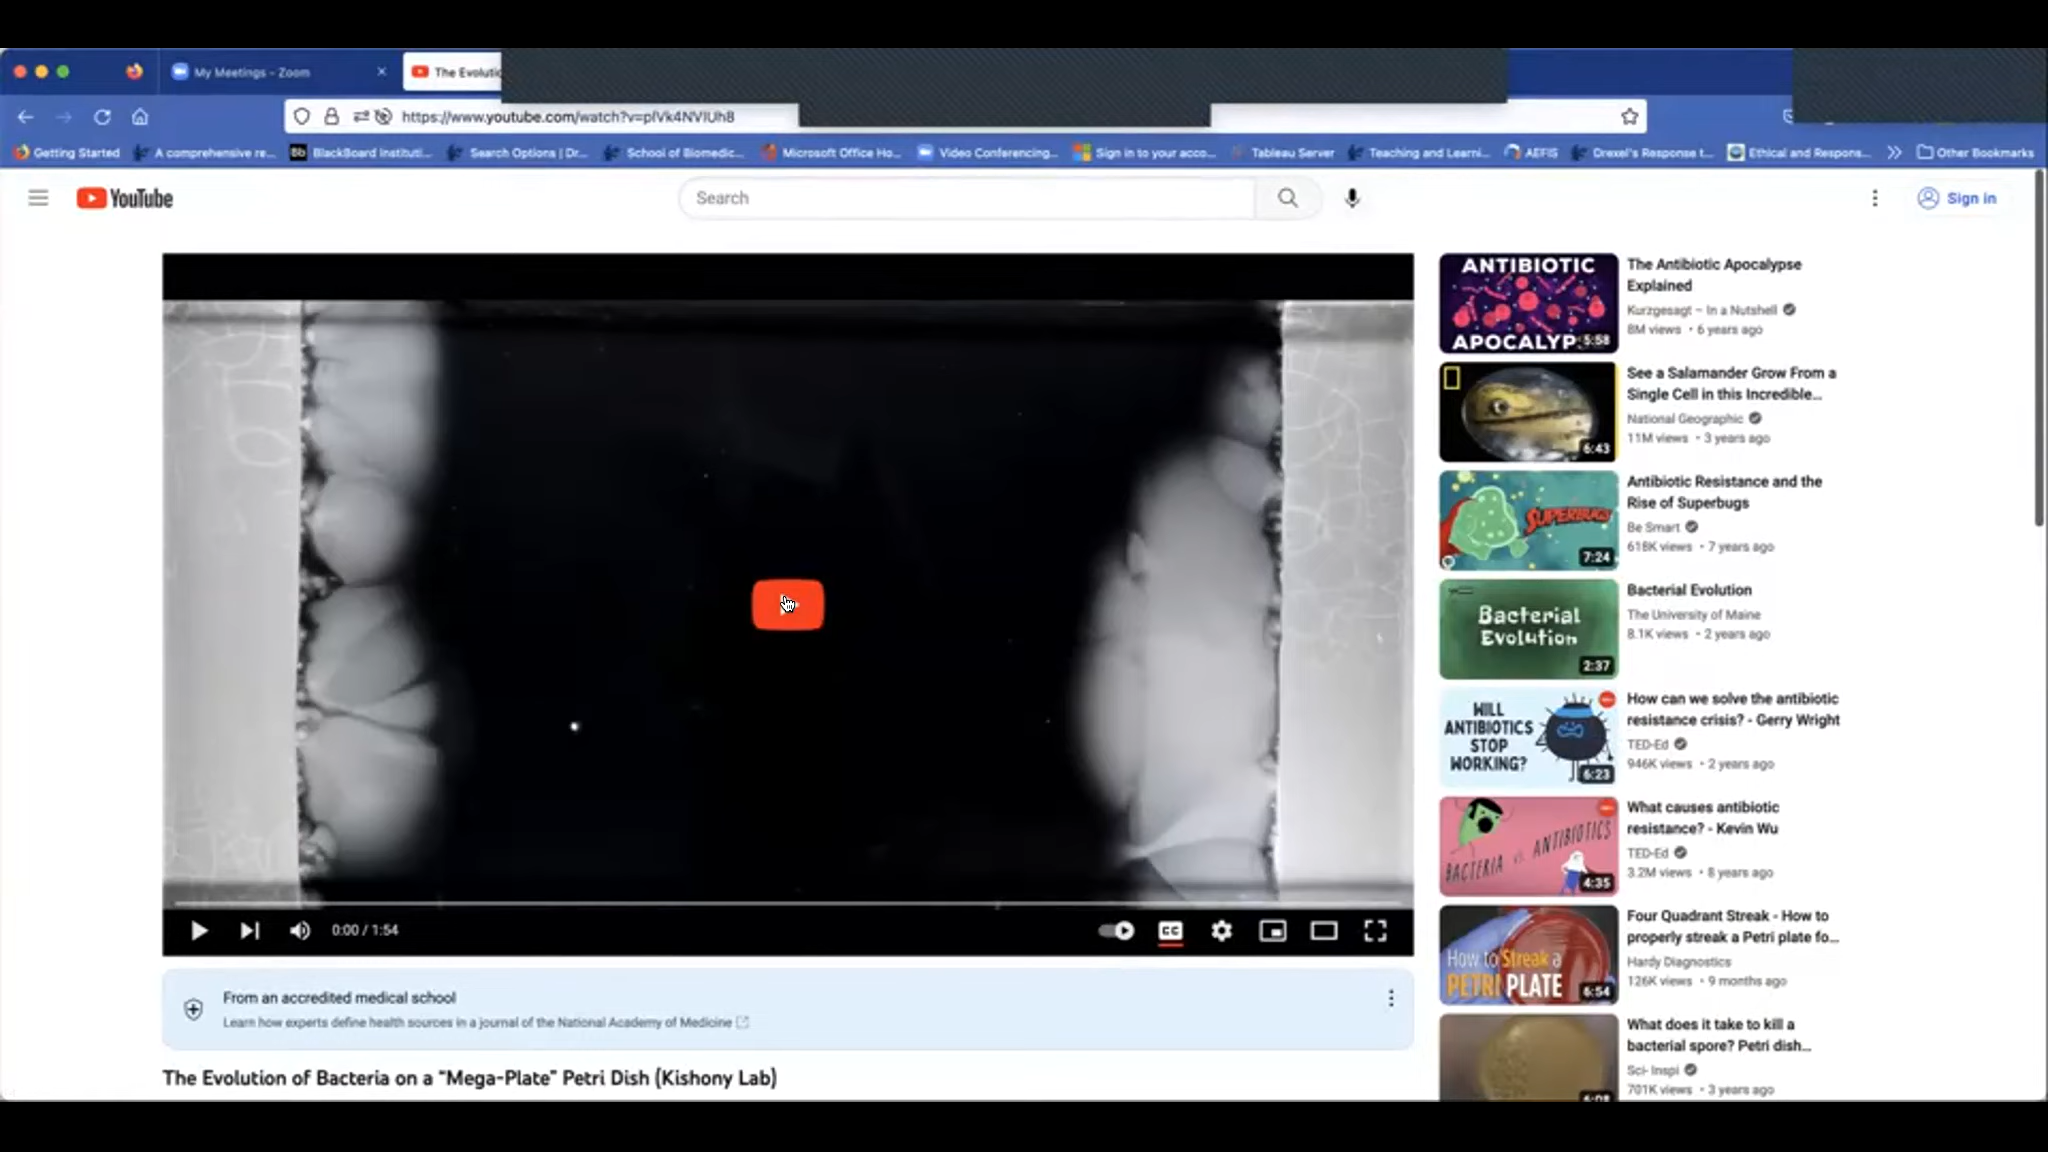 My Meetings - Zoom
The Evolutio
https://www.youtube.com/watch?v=plVk4NVIUh8
Getting Started
A comprehensive re...
Bb BlackBoard Instituti...
Search Options | Dr...
School of Biomedic...
Microsoft Office Ho...
Video Conferencing...
Sign in to your acco...
Tableau Server
Teaching and Learni...
AEFIS
Drexel's Response t...
Ethical and Respons...
Other Bookmarks
YouTube
Search
Sign in
0:00 / 1:54
CC
From an accredited medical school
Learn how experts define health sources in a journal of the National Academy of Medicine
The Evolution of Bacteria on a "Mega-Plate" Petri Dish (Kishony Lab)
ANTIBIOTIC
APOCALYP
5:58
The Antibiotic Apocalypse
Explained
Kurzgesagt – In a Nutshell
8M views • 6 years ago
6:43
See a Salamander Grow From a
Single Cell in this Incredible...
National Geographic
11M views • 3 years ago
SUPERBUGS
7:24
Antibiotic Resistance and the
Rise of Superbugs
Be Smart
618K views • 7 years ago
Bacterial
Evolution
2:37
Bacterial Evolution
The University of Maine
8.1K views • 2 years ago
WILL
ANTIBIOTICS
STOP
WORKING?
6:23
How can we solve the antibiotic
resistance crisis? - Gerry Wright
TED-Ed
946K views • 2 years ago
BACTERIA vs. ANTIBIOTICS
4:35
What causes antibiotic
resistance? - Kevin Wu
TED-Ed
3.2M views • 8 years ago
How to Streak a
PETRI PLATE
6:54
Four Quadrant Streak - How to
properly streak a Petri plate fo...
Hardy Diagnostics
126K views • 9 months ago
6:08
What does it take to kill a
bacterial spore? Petri dish...
Sci- Inspi
701K views • 3 years ago